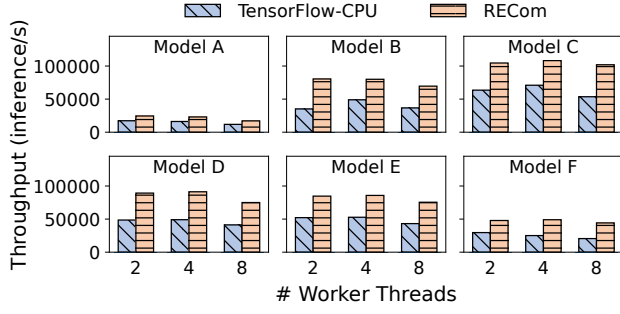 TensorFlow-CPU RECom
Throughput (inference/s)
Model A Model B Model C
100000
50000
0
Model D Model E Model F
100000
50000
0
2 4 8 2 4 8 2 4 8
# Worker Threads